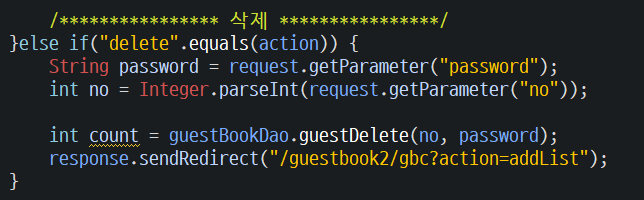 /**************** 삭제 ****************/
}else if("delete".equals(action)) {
String password = request.getParameter("password");
int no = Integer.parseInt(request.getParameter("no"));
int count = guestBookDao.guestDelete(no, password);
response.sendRedirect("/guestbook2/gbc?action=addList");
}